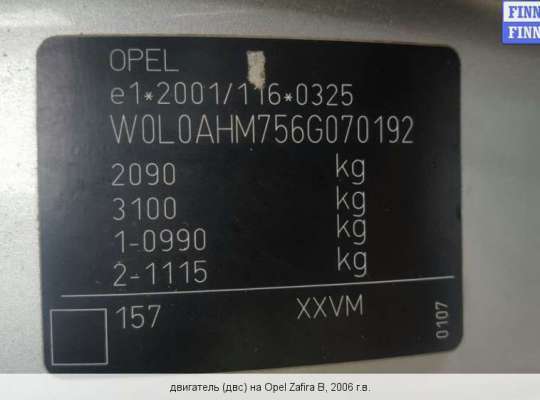 FINN
FINN
OPEL
e1*2001/116*0325
W0L0AHM756G070192
2090 kg
3100 kg
1-0990 kg
2-1115 kg
157 XXVM
0107
двигатель (двс) на Opel Zafira B, 2006 г.в.